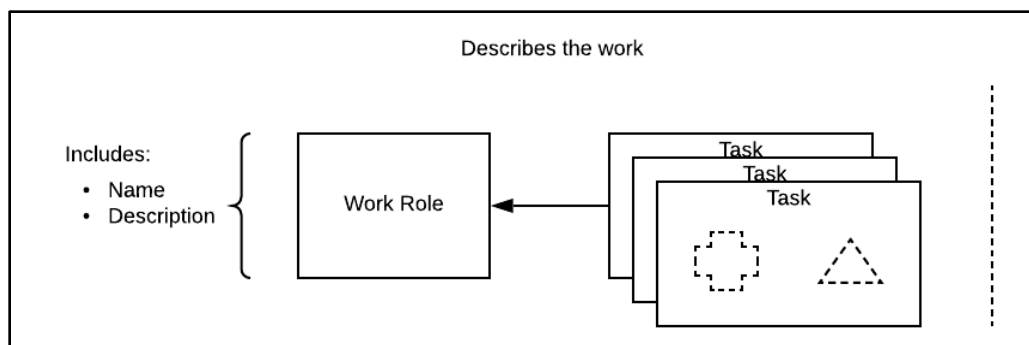 Describes the work
Includes:
• Name
• Description
Work Role
Task
Task
Task